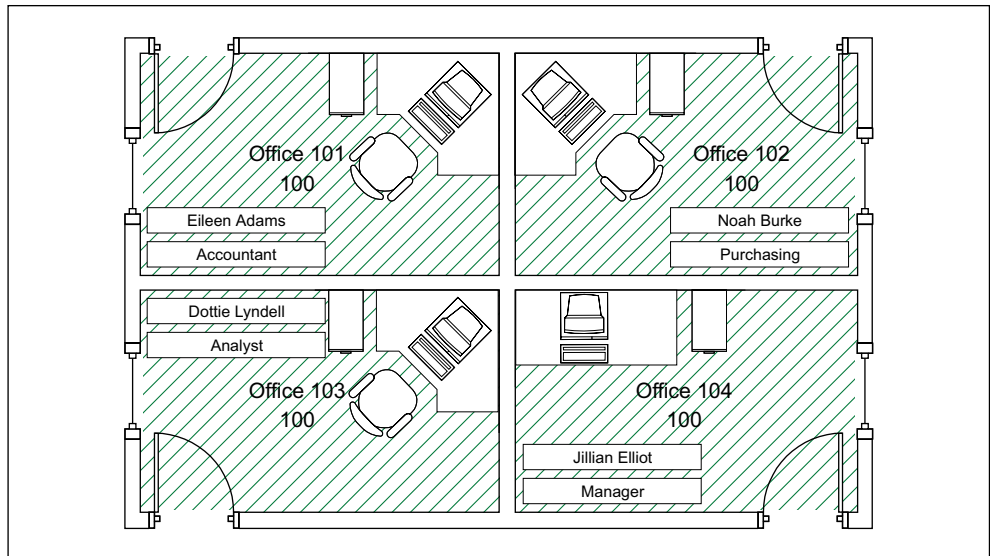 Office 101
100
Eileen Adams
Accountant
Office 102
100
Noah Burke
Purchasing
Dottie Lyndell
Analyst
Office 103
100
Office 104
100
Jillian Elliot
Manager